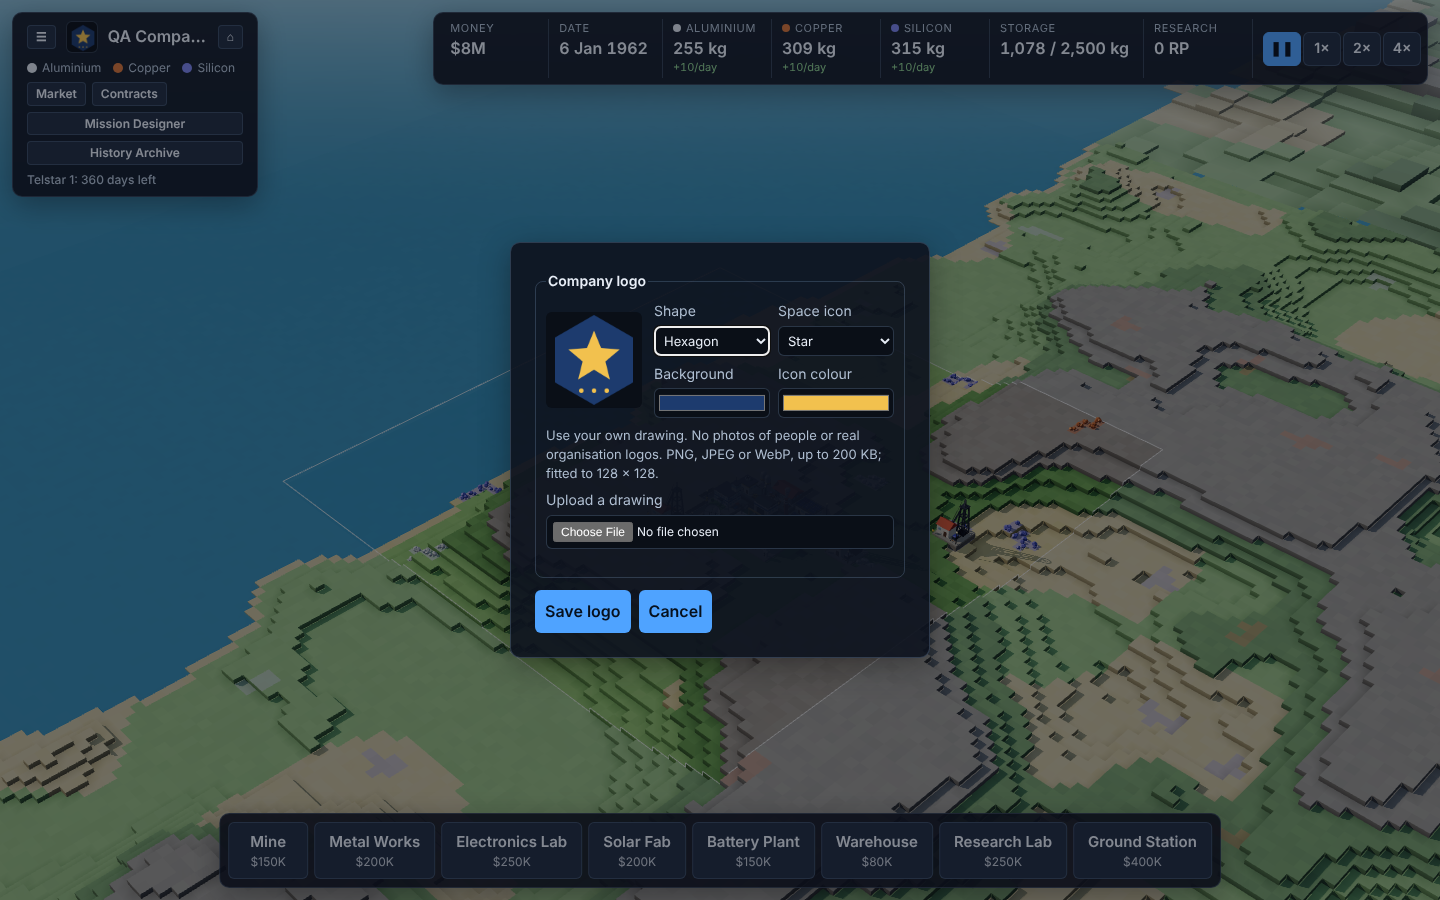 ☰ QA Compa... ⌂
Aluminium Copper Silicon
Market Contracts
Mission Designer
History Archive
Telstar 1: 360 days left
MONEY DATE ALUMINIUM COPPER SILICON STORAGE RESEARCH
$8M 6 Jan 1962 255 kg 309 kg 315 kg 1,078 / 2,500 kg 0 RP ❚❚ 1× 2× 4×
+10/day +10/day +10/day
Company logo
Shape Space icon
Hexagon Star
Background Icon colour
Use your own drawing. No photos of people or real
organisation logos. PNG, JPEG or WebP, up to 200 KB;
fitted to 128 × 128.
Upload a drawing
Choose File No file chosen
Save logo Cancel
Mine Metal Works Electronics Lab Solar Fab Battery Plant Warehouse Research Lab Ground Station
$150K $200K $250K $200K $150K $80K $250K $400K